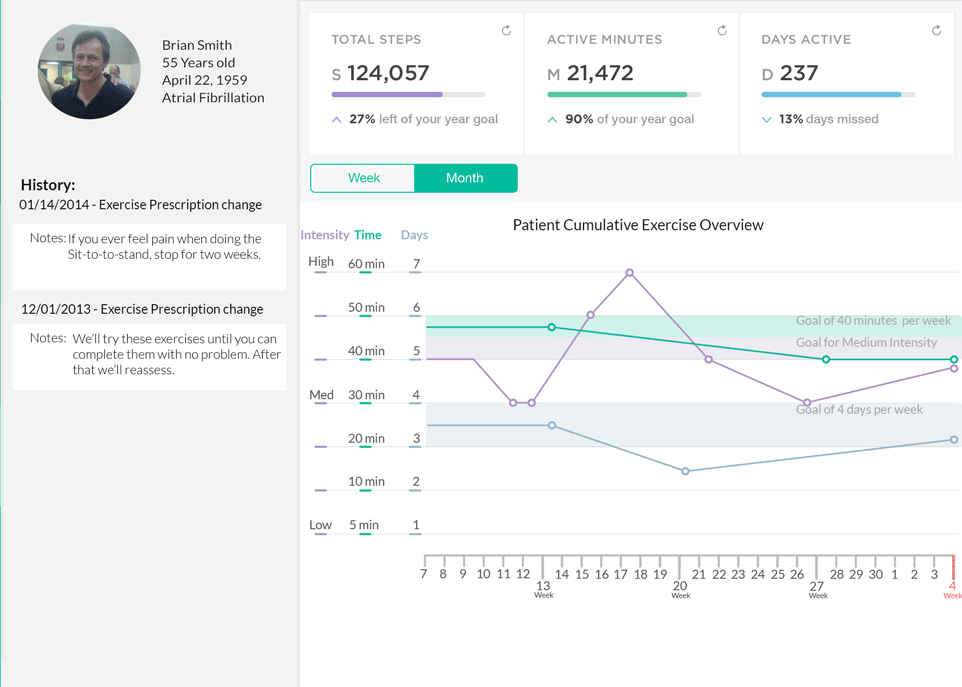 Brian Smith
55 Years old
April 22, 1959
Atrial Fibrillation
History:
01/14/2014 - Exercise Prescription change
Notes: If you ever feel pain when doing the
Sit-to-to-stand, stop for two weeks.
12/01/2013 - Exercise Prescription change
Notes: We'll try these exercises until you can
complete them with no problem. After
that we'll reassess.
TOTAL STEPS
S 124,057
27% left of your year goal
ACTIVE MINUTES
M 21,472
90% of your year goal
DAYS ACTIVE
D 237
13% days missed
Week Month
Patient Cumulative Exercise Overview
Intensity Time Days
High 60 min 7
50 min 6
Goal of 40 minutes per week
Goal for Medium Intensity
40 min 5
Med 30 min 4
Goal of 4 days per week
20 min 3
10 min 2
Low 5 min 1
7 8 9 10 11 12 14 15 16 17 18 19 21 22 23 24 25 26 28 29 30 1 2 3
13 20 27 4
Week Week Week Week